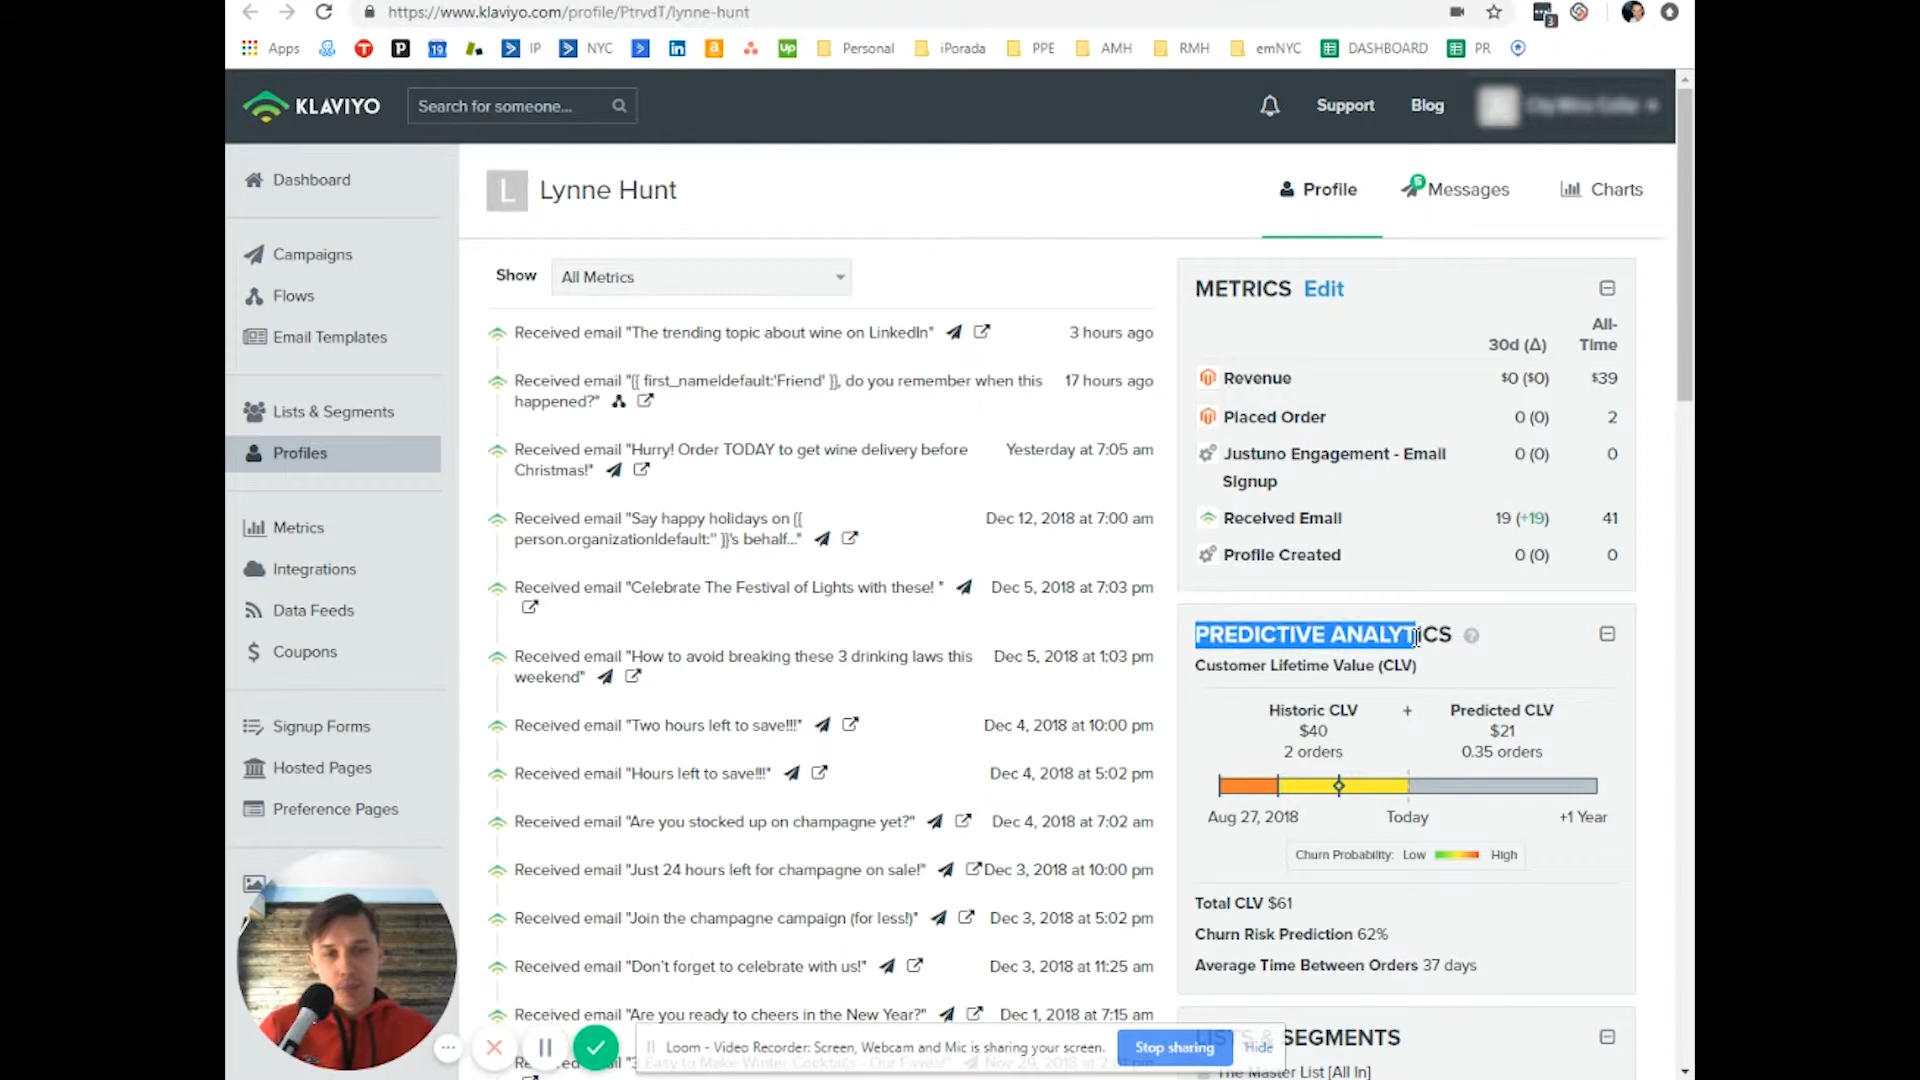 https://www.klaviyo.com/profile/PtrvdT/lynne-hunt
3
Apps
19
IP
NYC
in
a
up
Personal
iPorada
PPE
AMH
RMH
emNYC
DASHBOARD
PR
KLAVIYO
Search for someone...
Support
Blog
Dashboard
Campaigns
Flows
Email Templates
Lists & Segments
Profiles
Metrics
Integrations
Data Feeds
Coupons
Signup Forms
Hosted Pages
Preference Pages
L
Lynne Hunt
Profile
5
Messages
Charts
Show
All Metrics
Received email "The trending topic about wine on LinkedIn"
3 hours ago
Received email "{{ first_name|default:'Friend' }}, do you remember when this
happened?"
17 hours ago
Received email "Hurry! Order TODAY to get wine delivery before
Christmas!"
Yesterday at 7:05 am
Received email "Say happy holidays on {{
person.organization|default:'' }}'s behalf..."
Dec 12, 2018 at 7:00 am
Received email "Celebrate The Festival of Lights with these! "
Dec 5, 2018 at 7:03 pm
Received email "How to avoid breaking these 3 drinking laws this
weekend"
Dec 5, 2018 at 1:03 pm
Received email "Two hours left to save!!!"
Dec 4, 2018 at 10:00 pm
Received email "Hours left to save!!!"
Dec 4, 2018 at 5:02 pm
Received email "Are you stocked up on champagne yet?"
Dec 4, 2018 at 7:02 am
Received email "Just 24 hours left for champagne on sale!"
Dec 3, 2018 at 10:00 pm
Received email "Join the champagne campaign (for less!)"
Dec 3, 2018 at 5:02 pm
Received email "Don't forget to celebrate with us!"
Dec 3, 2018 at 11:25 am
Received email "Are you ready to cheers in the New Year?"
Dec 1, 2018 at 7:15 am
Easy to Make Winter Cocktails - Our Faves!"
Nov 29, 2018 at 2:01 pm
METRICS Edit
30d (Δ)
All-
Time
Revenue
$0 ($0)
$39
Placed Order
0 (0)
2
Justuno Engagement - Email
Signup
0 (0)
0
Received Email
19 (+19)
41
Profile Created
0 (0)
0
PREDICTIVE ANALYTICS
?
Customer Lifetime Value (CLV)
Historic CLV
+
Predicted CLV
$40
$21
2 orders
0.35 orders
Aug 27, 2018
Today
+1 Year
Churn Probability: Low
High
Total CLV $61
Churn Risk Prediction 62%
Average Time Between Orders 37 days
LISTS & SEGMENTS
The Master List [All In]
Loom - Video Recorder: Screen, Webcam and Mic is sharing your screen.
Stop sharing
Hide